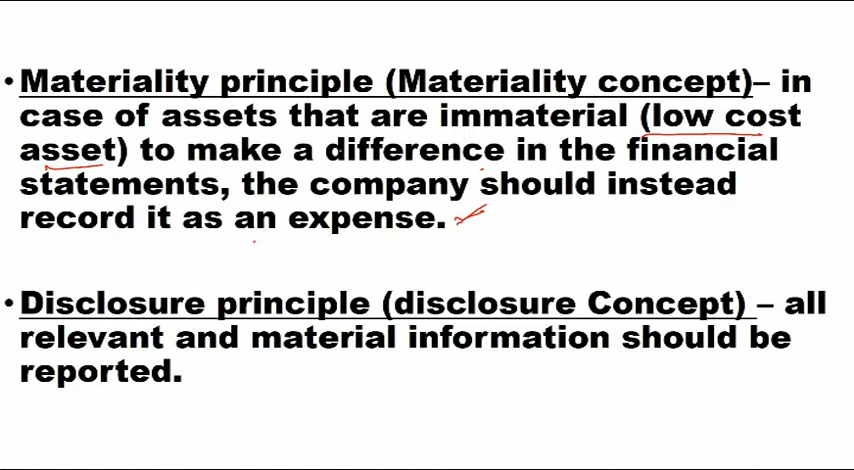 •Materiality principle (Materiality concept)– in
case of assets that are immaterial (low cost
asset) to make a difference in the financial
statements, the company should instead
record it as an expense.
•Disclosure principle (disclosure Concept) – all
relevant and material information should be
reported.